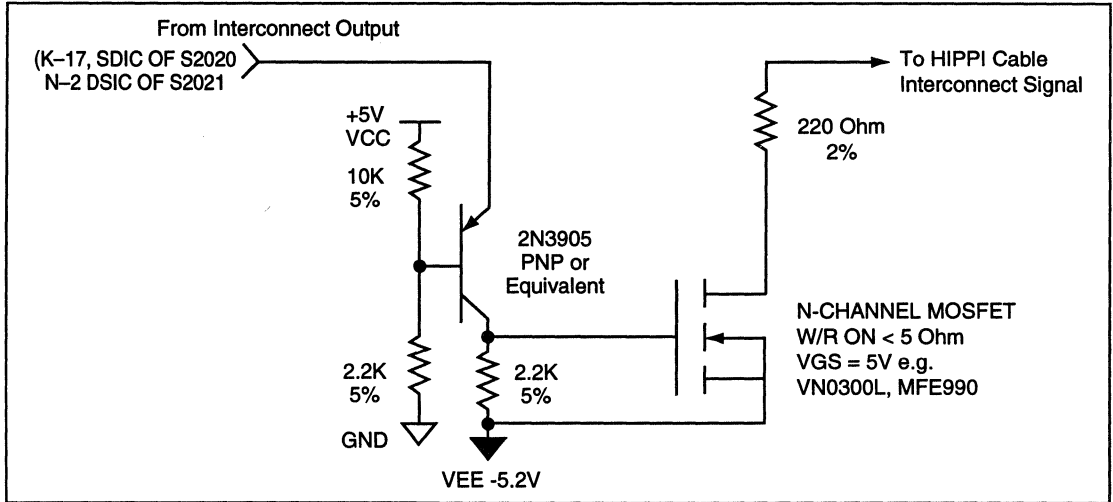 From Interconnect Output
(K–17, SDIC OF S2020
N–2 DSIC OF S2021
To HIPPI Cable
Interconnect Signal
+5V
VCC
220 Ohm
2%
10K
5%
2N3905
PNP or
Equivalent
N-CHANNEL MOSFET
W/R ON < 5 Ohm
VGS = 5V e.g.
VN0300L, MFE990
2.2K
5%
2.2K
5%
GND
VEE -5.2V